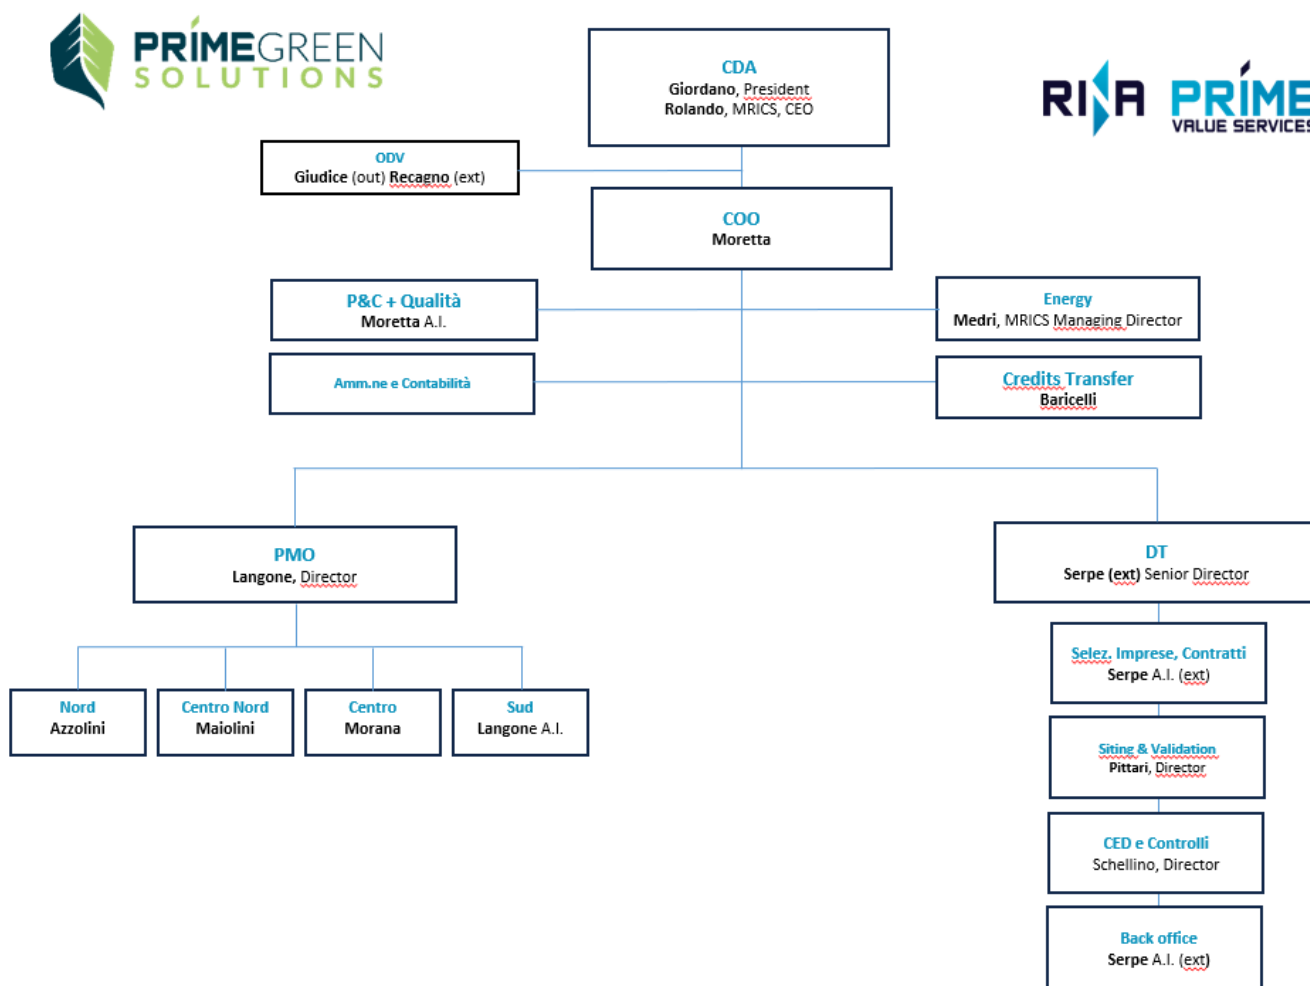 PRÍMEGREEN
SOLUTIONS
CDA
Giordano, President
Rolando, MRICS, CEO
RINA PRÍME
VALUE SERVICES
ODV
Giudice (out) Recagno (ext)
COO
Moretta
P&C + Qualità
Moretta A.I.
Energy
Medri, MRICS Managing Director
Amm.ne e Contabilità
Credits Transfer
Baricelli
PMO
Langone, Director
DT
Serpe (ext) Senior Director
Selez. Imprese, Contratti
Serpe A.I. (ext)
Nord
Azzolini
Centro Nord
Maiolini
Centro
Morana
Sud
Langone A.I.
Siting & Validation
Pittari, Director
CED e Controlli
Schellino, Director
Back office
Serpe A.I. (ext)